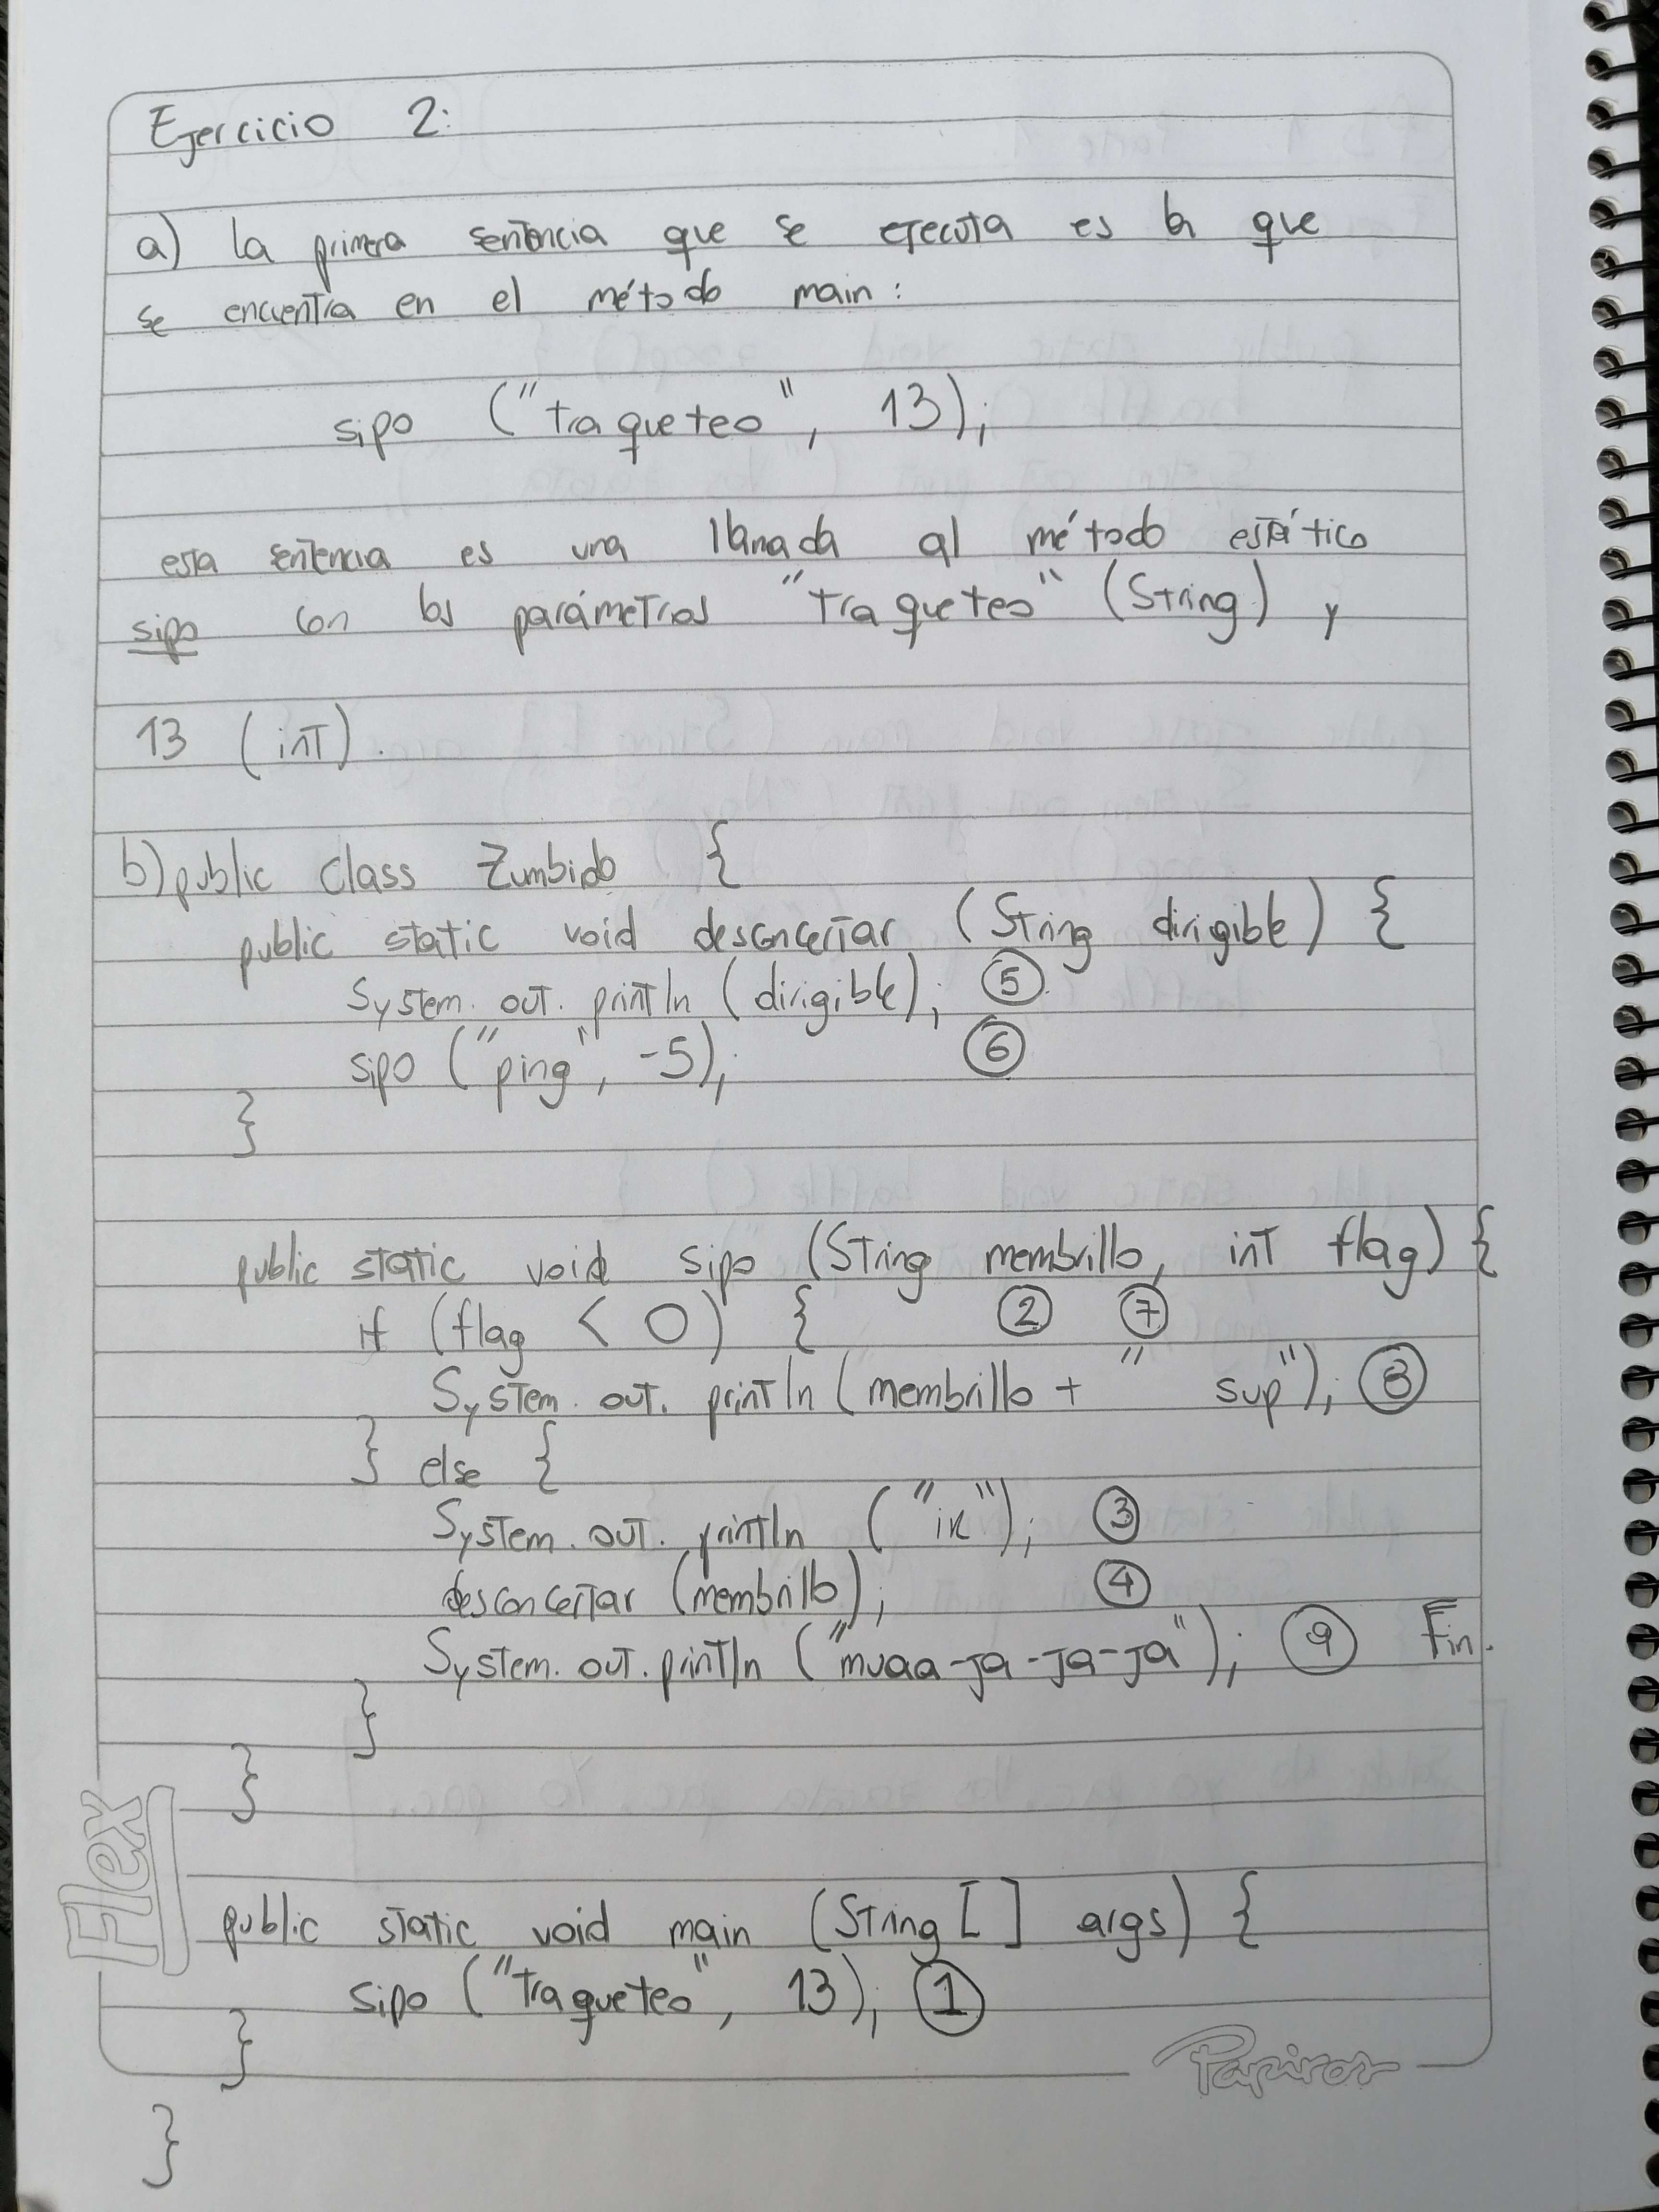 Ejercicio 2:
a) la primera sentencia que se ejecuta es la que
se encuentra en el método main:
sipo ("traqueteo", 13);
esta sentencia es una llamada al método estático
sipo con los parámetros "traqueteo" (String) y
13 (int).
b) public class Zumbido {
public static void desconcertar (String dirigible) {
System.out.println (dirigible); 5
sipo ("ping", -5); 6
}
public static void sipo (String membrillo, int flag) {
if (flag < 0) { 2 7
System.out.println (membrillo + " sup"); 8
} else {
System.out.println ("ik"); 3
desconcertar (membrillo); 4
System.out.println ("muaa-ja-ja-ja"); 9 Fin.
}
}
public static void main (String [] args) {
sipo ("traqueteo", 13); 1
}
}
Flex
Papiros